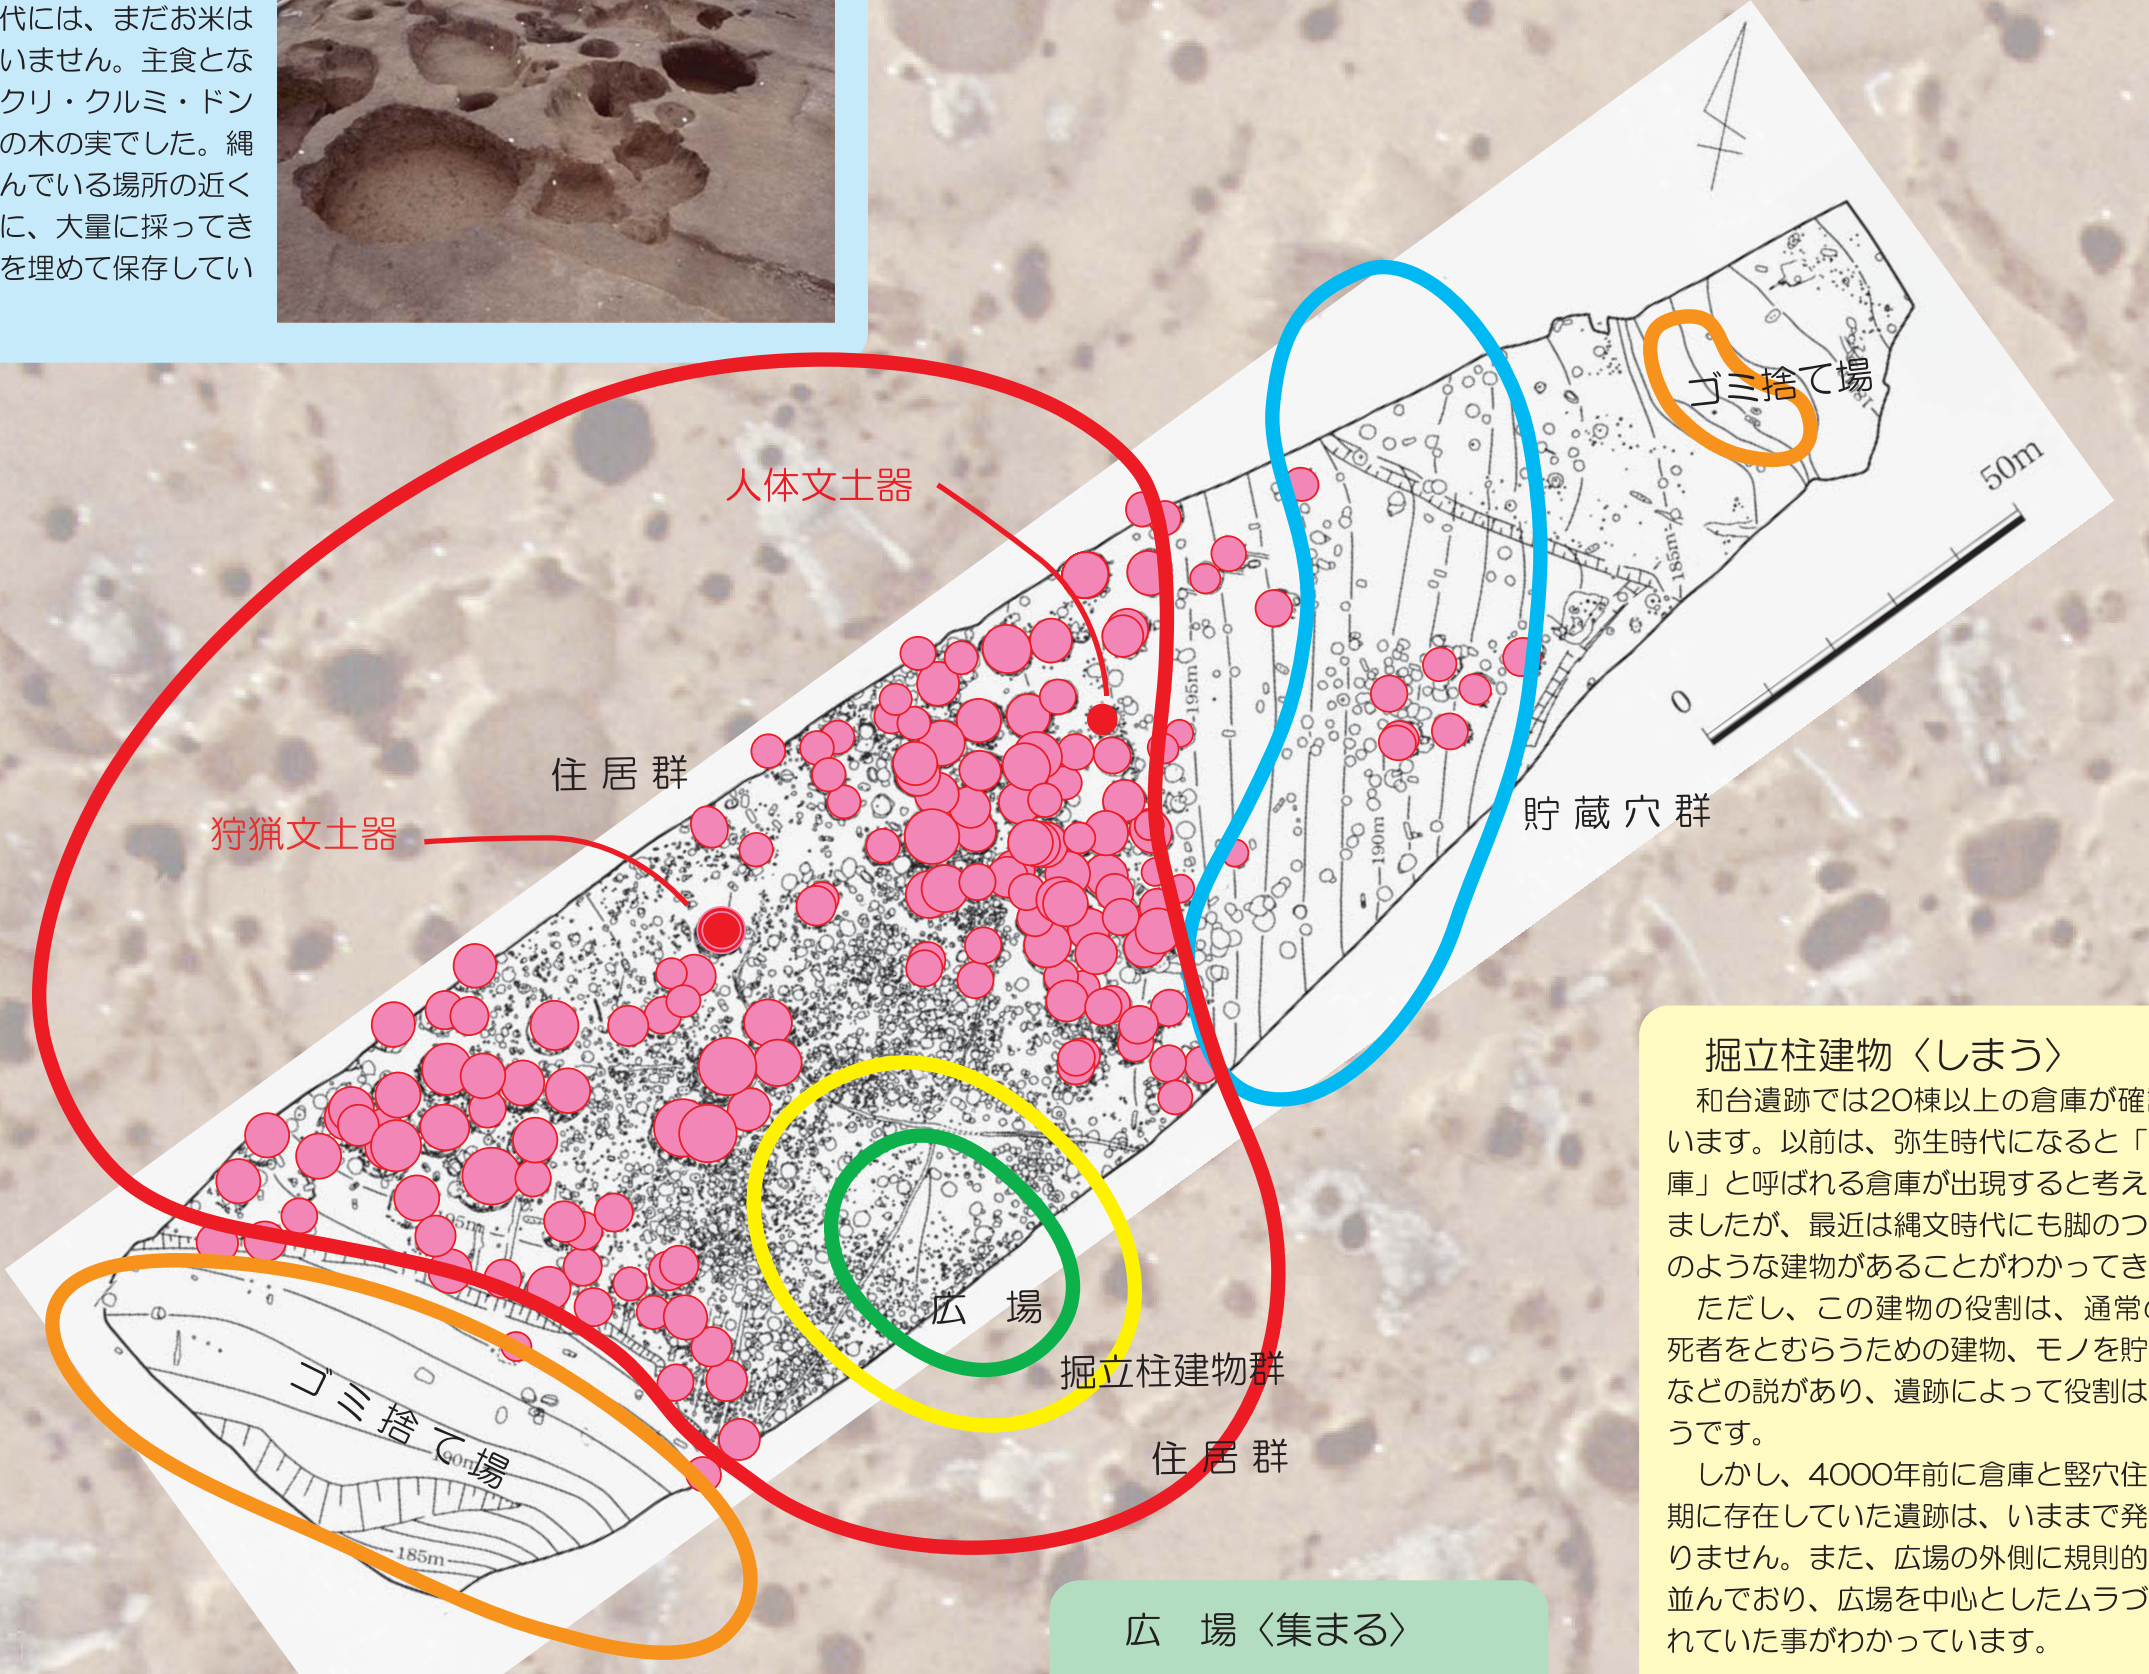 代には、まだお米は
いません。主食とな
クリ・クルミ・ドン
の木の実でした。縄
んでいる場所の近く
に、大量に採ってき
を埋めて保存してい
ゴミ捨て場
50m
0
人体文土器
185m
195m
住居群
狩猟文土器
貯蔵穴群
190m
195m
広　場
掘立柱建物群
住居群
ゴミ捨て場
190m
185m
掘立柱建物〈しまう〉
和台遺跡では20棟以上の倉庫が確
います。以前は、弥生時代になると「
庫」と呼ばれる倉庫が出現すると考え
ましたが、最近は縄文時代にも脚のつ
のような建物があることがわかってき
ただし、この建物の役割は、通常の
死者をとむらうための建物、モノを貯
などの説があり、遺跡によって役割は
うです。
しかし、4000年前に倉庫と竪穴住
期に存在していた遺跡は、いままで発
りません。また、広場の外側に規則的
並んでおり、広場を中心としたムラづ
れていた事がわかっています。
広　場〈集まる〉